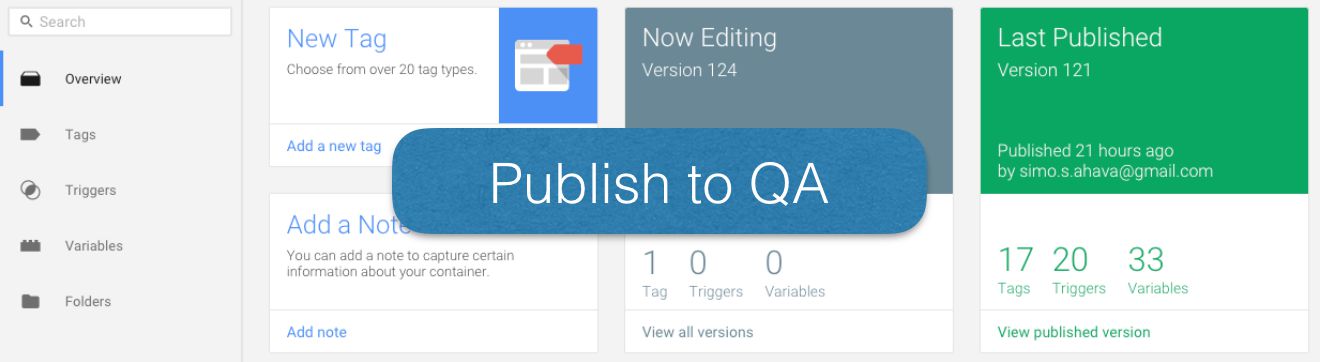 Search
Overview
Tags
Triggers
Variables
Folders
New Tag
Choose from over 20 tag types.
Add a new tag
Add a Note
You can add a note to capture certain
information about your container.
Add note
Now Editing
Version 124
Publish to QA
1 0 0
Tag Triggers Variables
View all versions
Last Published
Version 121
Published 21 hours ago
by simo.s.ahava@gmail.com
17 20 33
Tags Triggers Variables
View published version